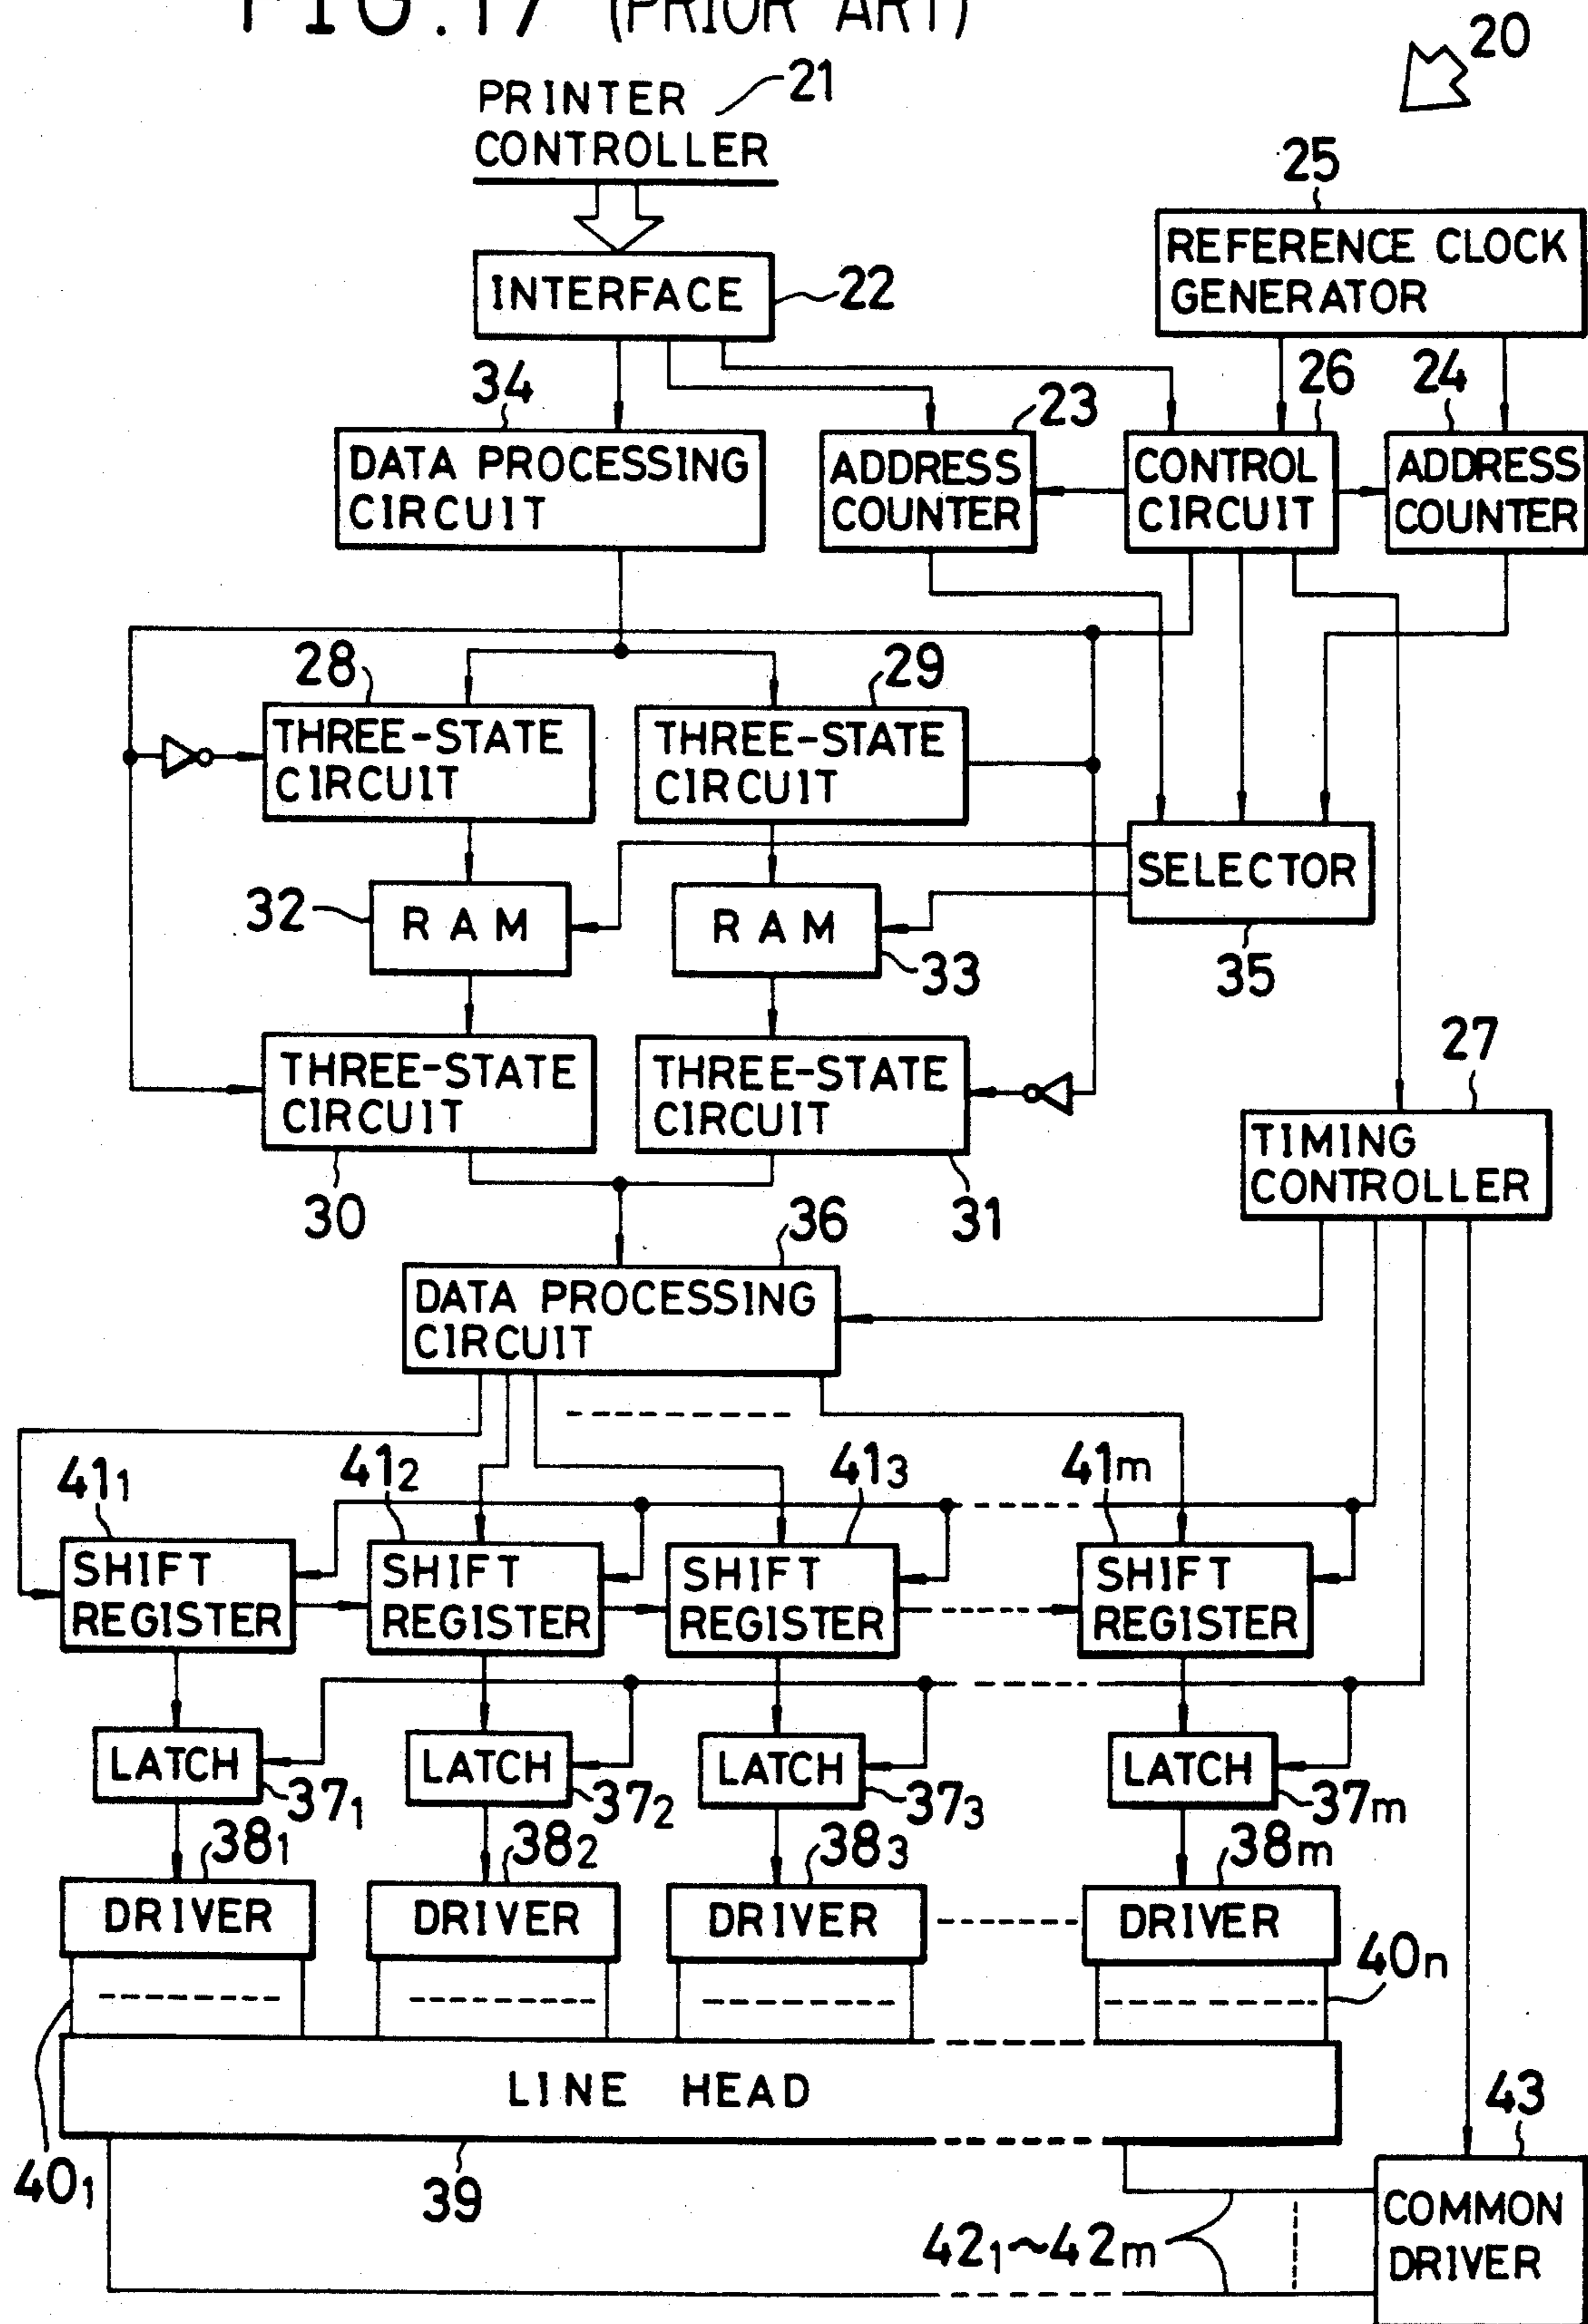 FIG.17 (PRIOR ART)
20
PRINTER
CONTROLLER
21
25
REFERENCE CLOCK
GENERATOR
INTERFACE
22
34
23
26
24
DATA PROCESSING
CIRCUIT
ADDRESS
COUNTER
CONTROL
CIRCUIT
ADDRESS
COUNTER
28
29
THREE-STATE
CIRCUIT
THREE-STATE
CIRCUIT
SELECTOR
35
32
RAM
RAM
33
THREE-STATE
CIRCUIT
THREE-STATE
CIRCUIT
27
TIMING
CONTROLLER
30
31
36
DATA PROCESSING
CIRCUIT
41₁
41₂
41₃
41m
SHIFT
REGISTER
SHIFT
REGISTER
SHIFT
REGISTER
SHIFT
REGISTER
LATCH
LATCH
LATCH
LATCH
37₁
37₂
37₃
37m
38₁
38₂
38₃
38m
DRIVER
DRIVER
DRIVER
DRIVER
40n
LINE HEAD
40₁
39
43
COMMON
DRIVER
42₁~42m